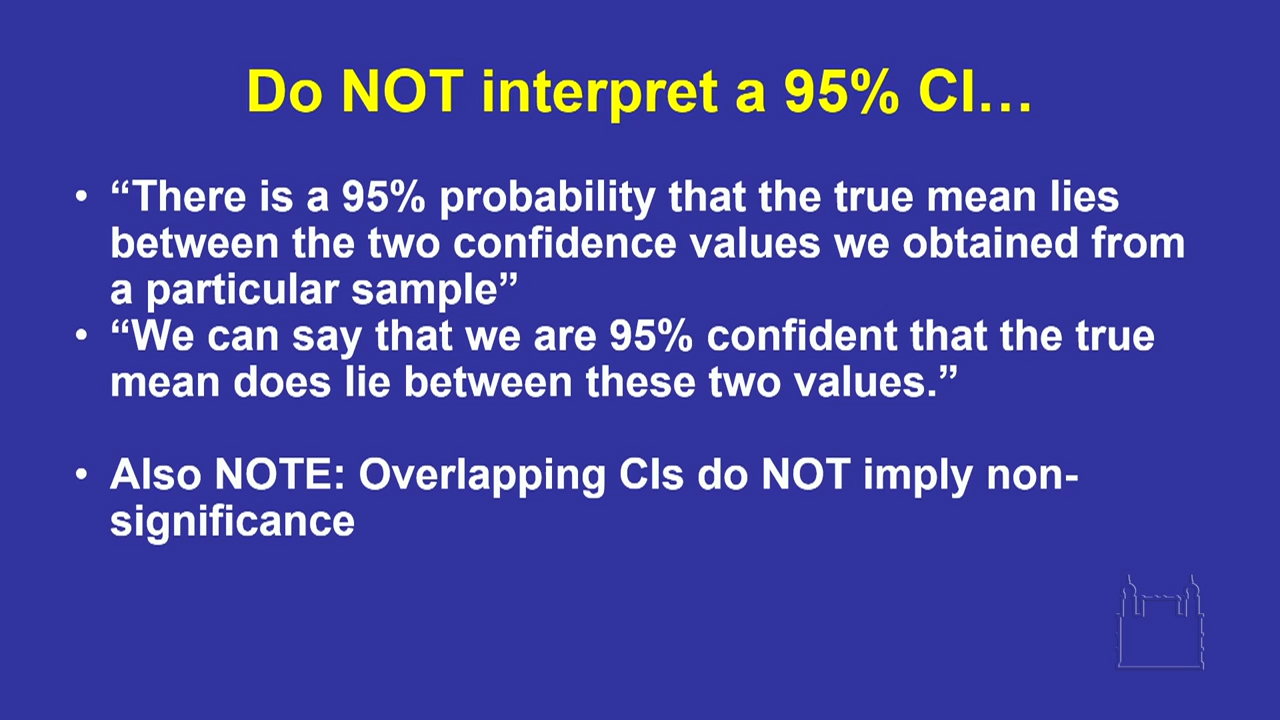 Do NOT interpret a 95% CI…
• “There is a 95% probability that the true mean lies
between the two confidence values we obtained from
a particular sample”
• “We can say that we are 95% confident that the true
mean does lie between these two values.”
• Also NOTE: Overlapping CIs do NOT imply non-
significance